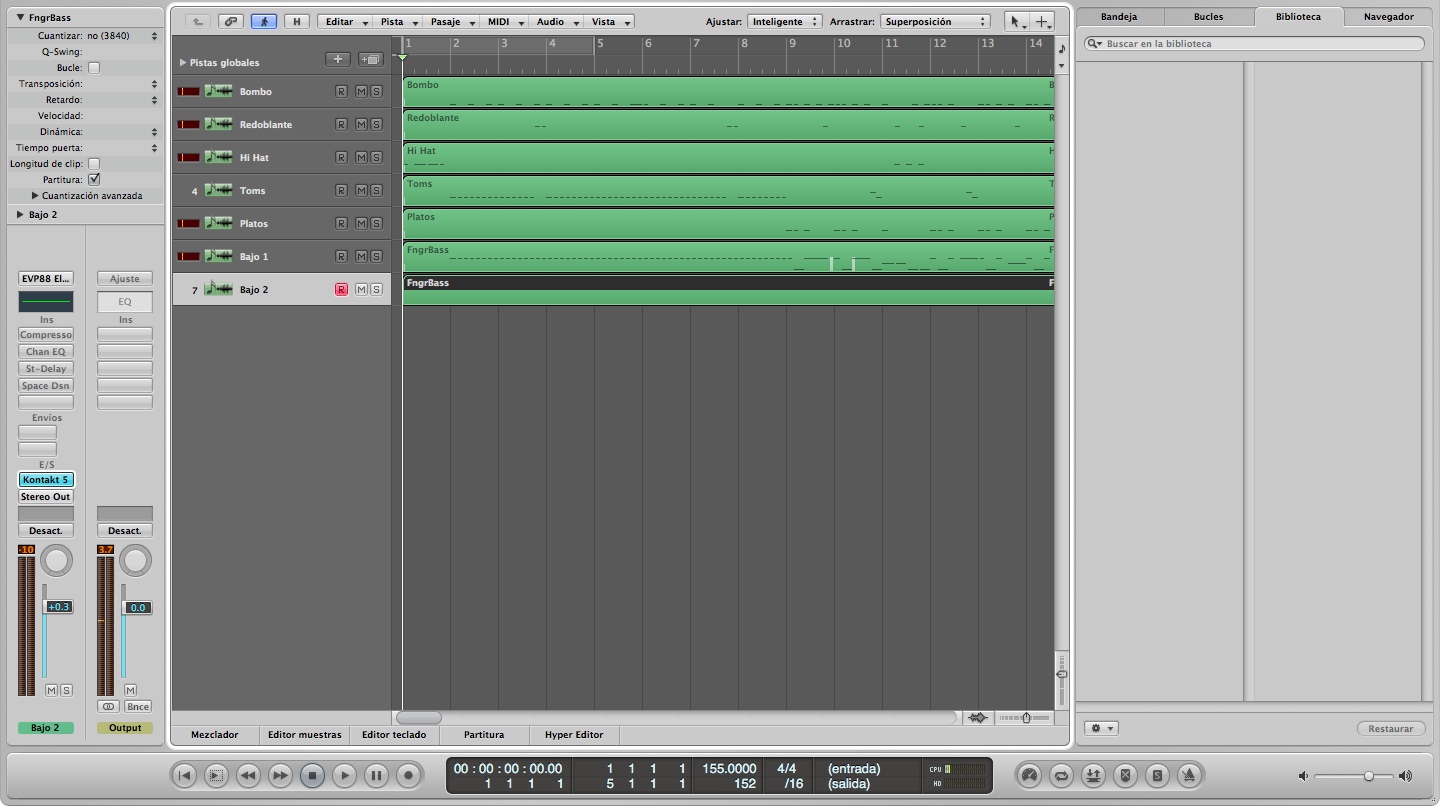 FngrBass
Cuantizar: no (3840)
Q-Swing:
Bucle:
Transposición:
Retardo:
Velocidad:
Dinámica:
Tiempo puerta:
Longitud de clip:
Partitura:
Cuantización avanzada
Bajo 2
EVP88 El...
Ajuste
EQ
Ins
Ins
Compresso
Chan EQ
St-Delay
Space Dsn
Envíos
E/S
Kontakt 5
Stereo Out
Desact.
Desact.
-10
3.7
+0.3
0.0
M S
M
Bnce
Bajo 2
Output
H
Editar
Pista
Pasaje
MIDI
Audio
Vista
Ajustar: Inteligente
Arrastrar: Superposición
Pistas globales
1 2 3 4 5 6 7 8 9 10 11 12 13 14
Bombo R M S
Bombo B
Redoblante R M S
Redoblante R
Hi Hat R M S
Hi Hat H
4 Toms R M S
Toms T
Platos R M S
Platos P
Bajo 1 R M S
FngrBass F
7 Bajo 2 R M S
FngrBass F
Mezclador
Editor muestras
Editor teclado
Partitura
Hyper Editor
Bandeja
Bucles
Biblioteca
Navegador
Buscar en la biblioteca
Restaurar
00 : 00 : 00 : 00.00 1 1 1 1 155.0000 4/4 (entrada) CPU
1 1 1 1 5 1 1 1 152 /16 (salida) HD
S